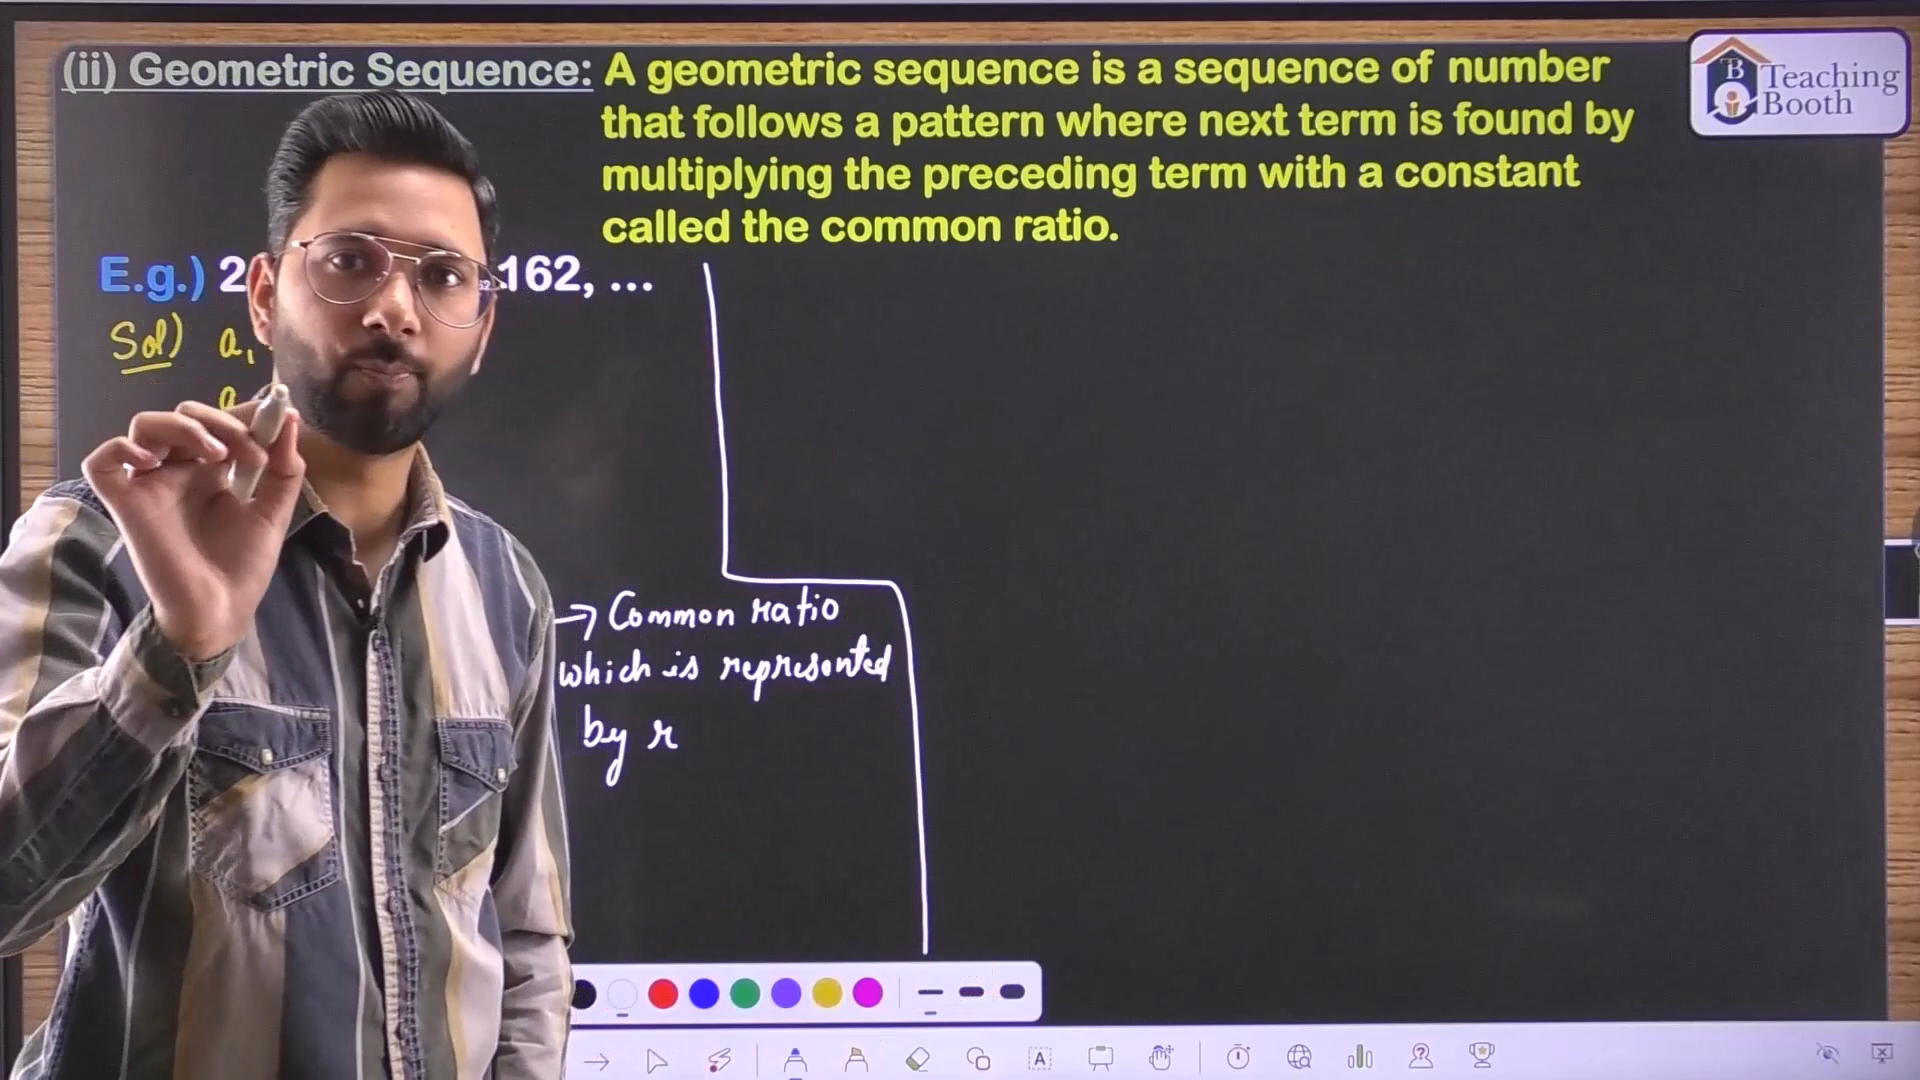 (ii) Geometric Sequence: A geometric sequence is a sequence of number
that follows a pattern where next term is found by
multiplying the preceding term with a constant
called the common ratio.
Teaching
Booth
E.g.) 2 162, ...
Sol) a₁
a
→ Common ratio
which is represented
by r
A